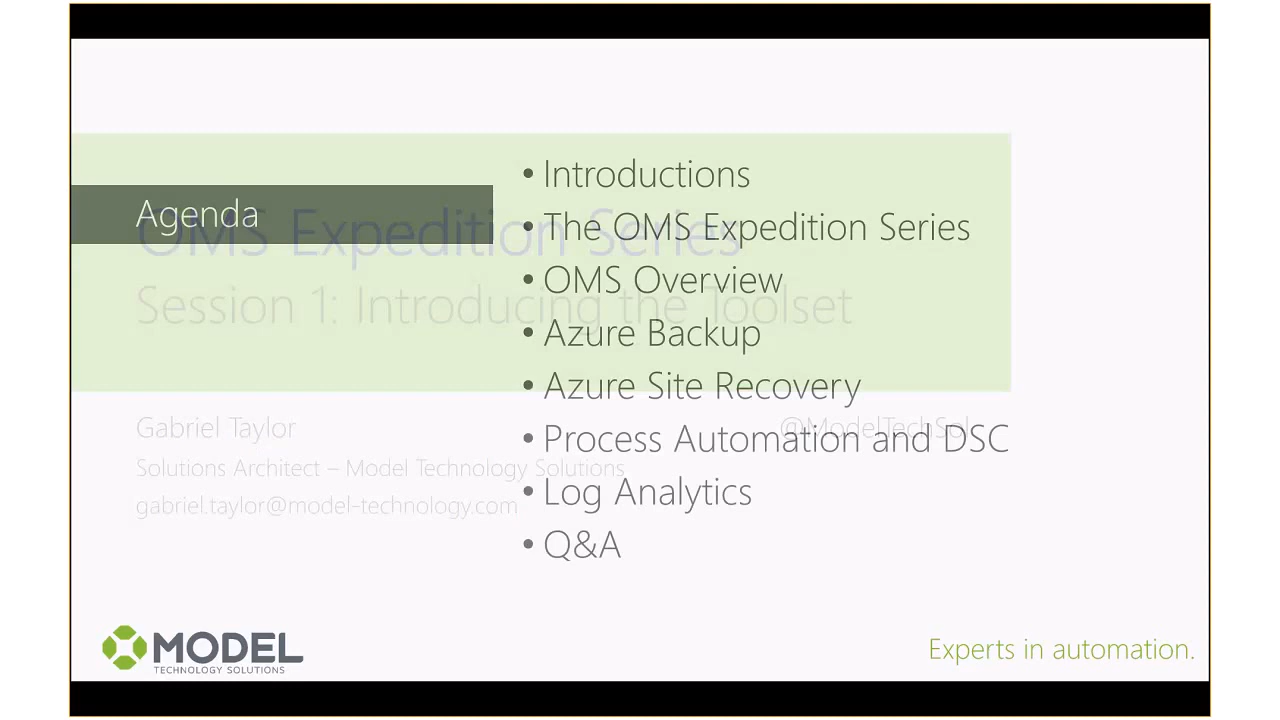 Agenda
• Introductions
• The OMS Expedition Series
• OMS Overview
• Azure Backup
• Azure Site Recovery
• Process Automation and DSC
• Log Analytics
• Q&A
OMS Expedition Series
Session 1: Introducing the Toolset
Gabriel Taylor
@ModelTechSol
Solutions Architect – Model Technology Solutions
gabriel.taylor@model-technology.com
MODEL
TECHNOLOGY SOLUTIONS
Experts in automation.